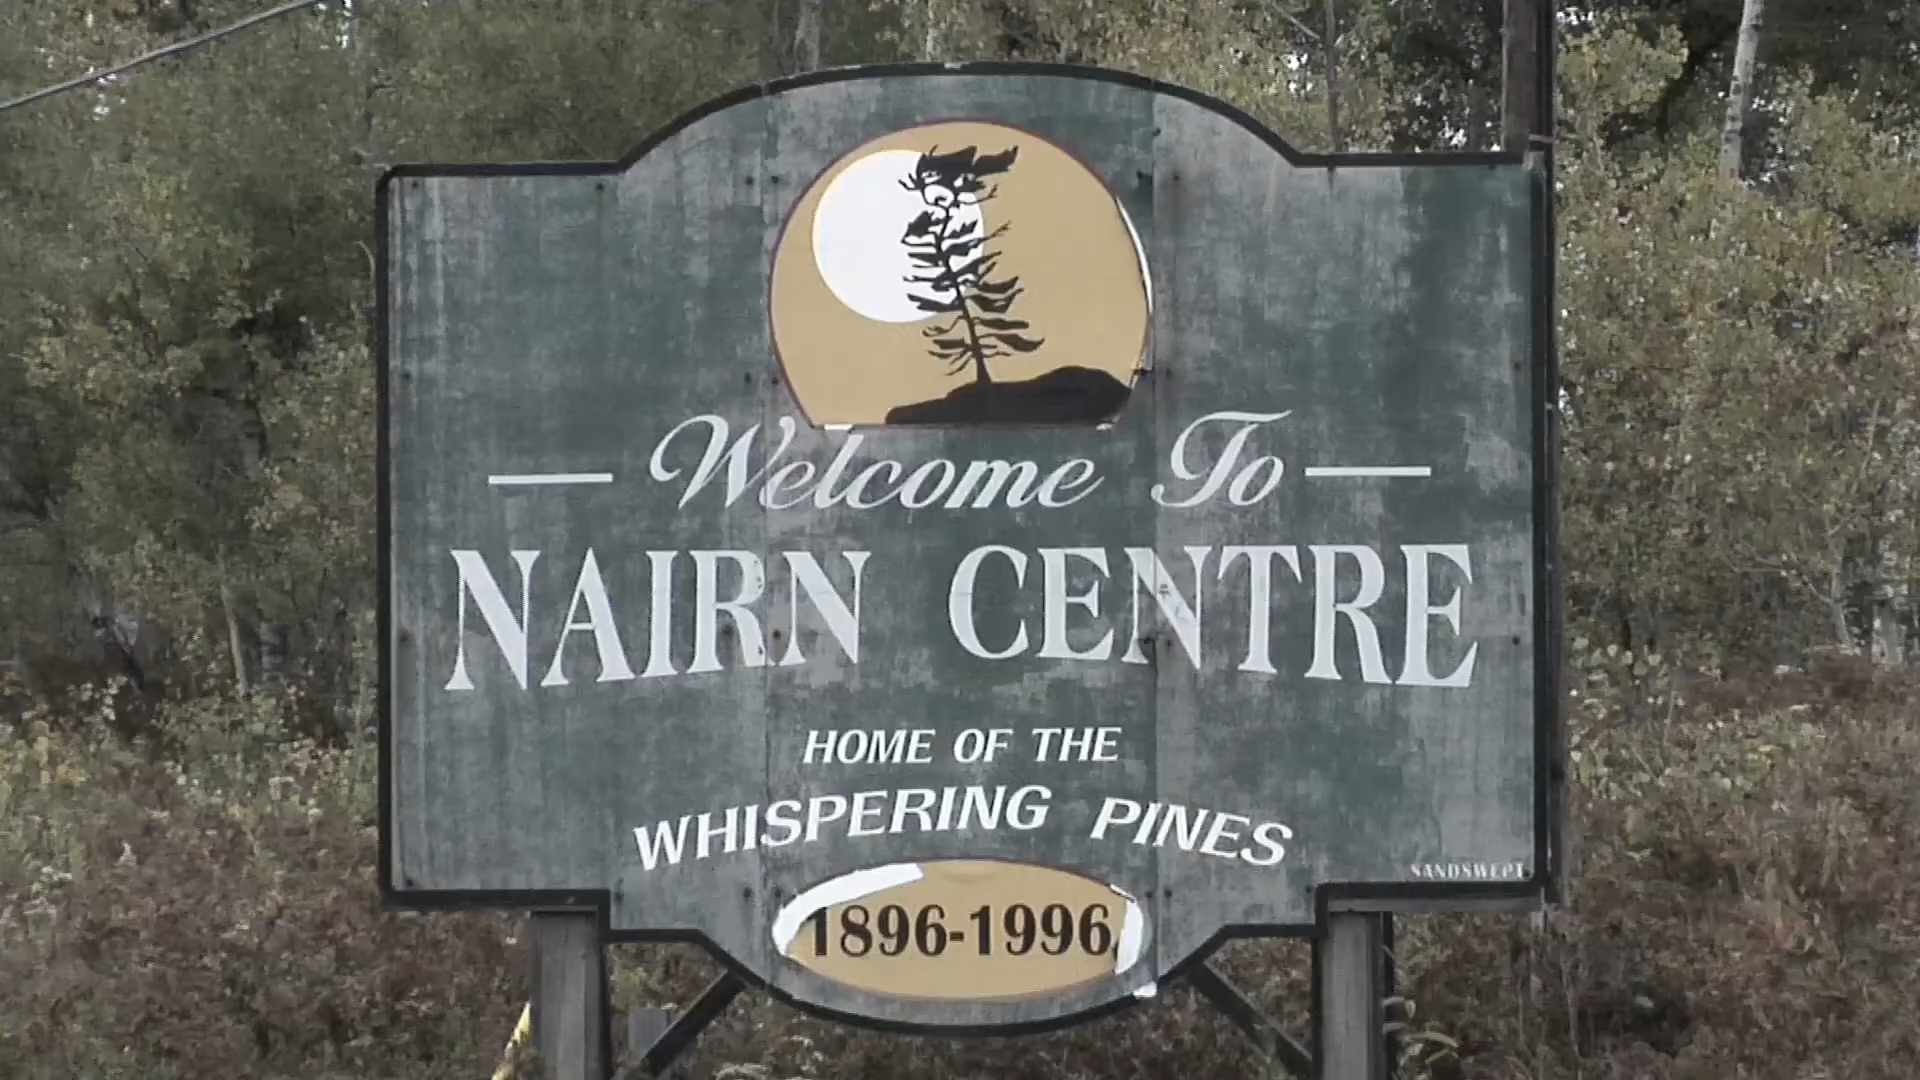 Welcome To
NAIRN CENTRE
HOME OF THE
WHISPERING PINES
SANDSWEPT
1896-1996